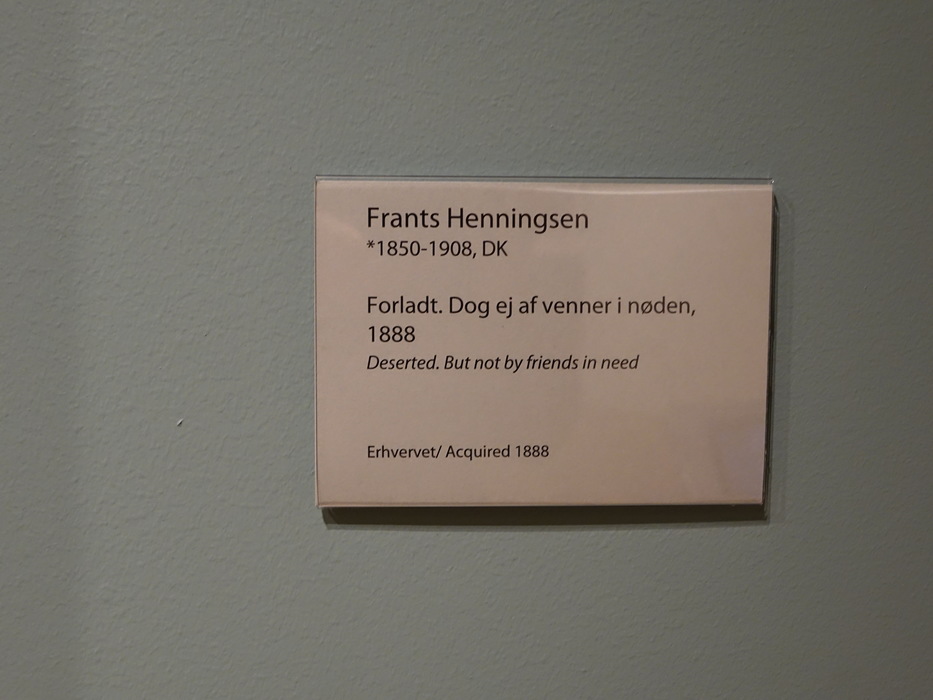 Frants Henningsen
*1850-1908, DK
Forladt. Dog ej af venner i nøden,
1888
Deserted. But not by friends in need
Erhvervet/ Acquired 1888